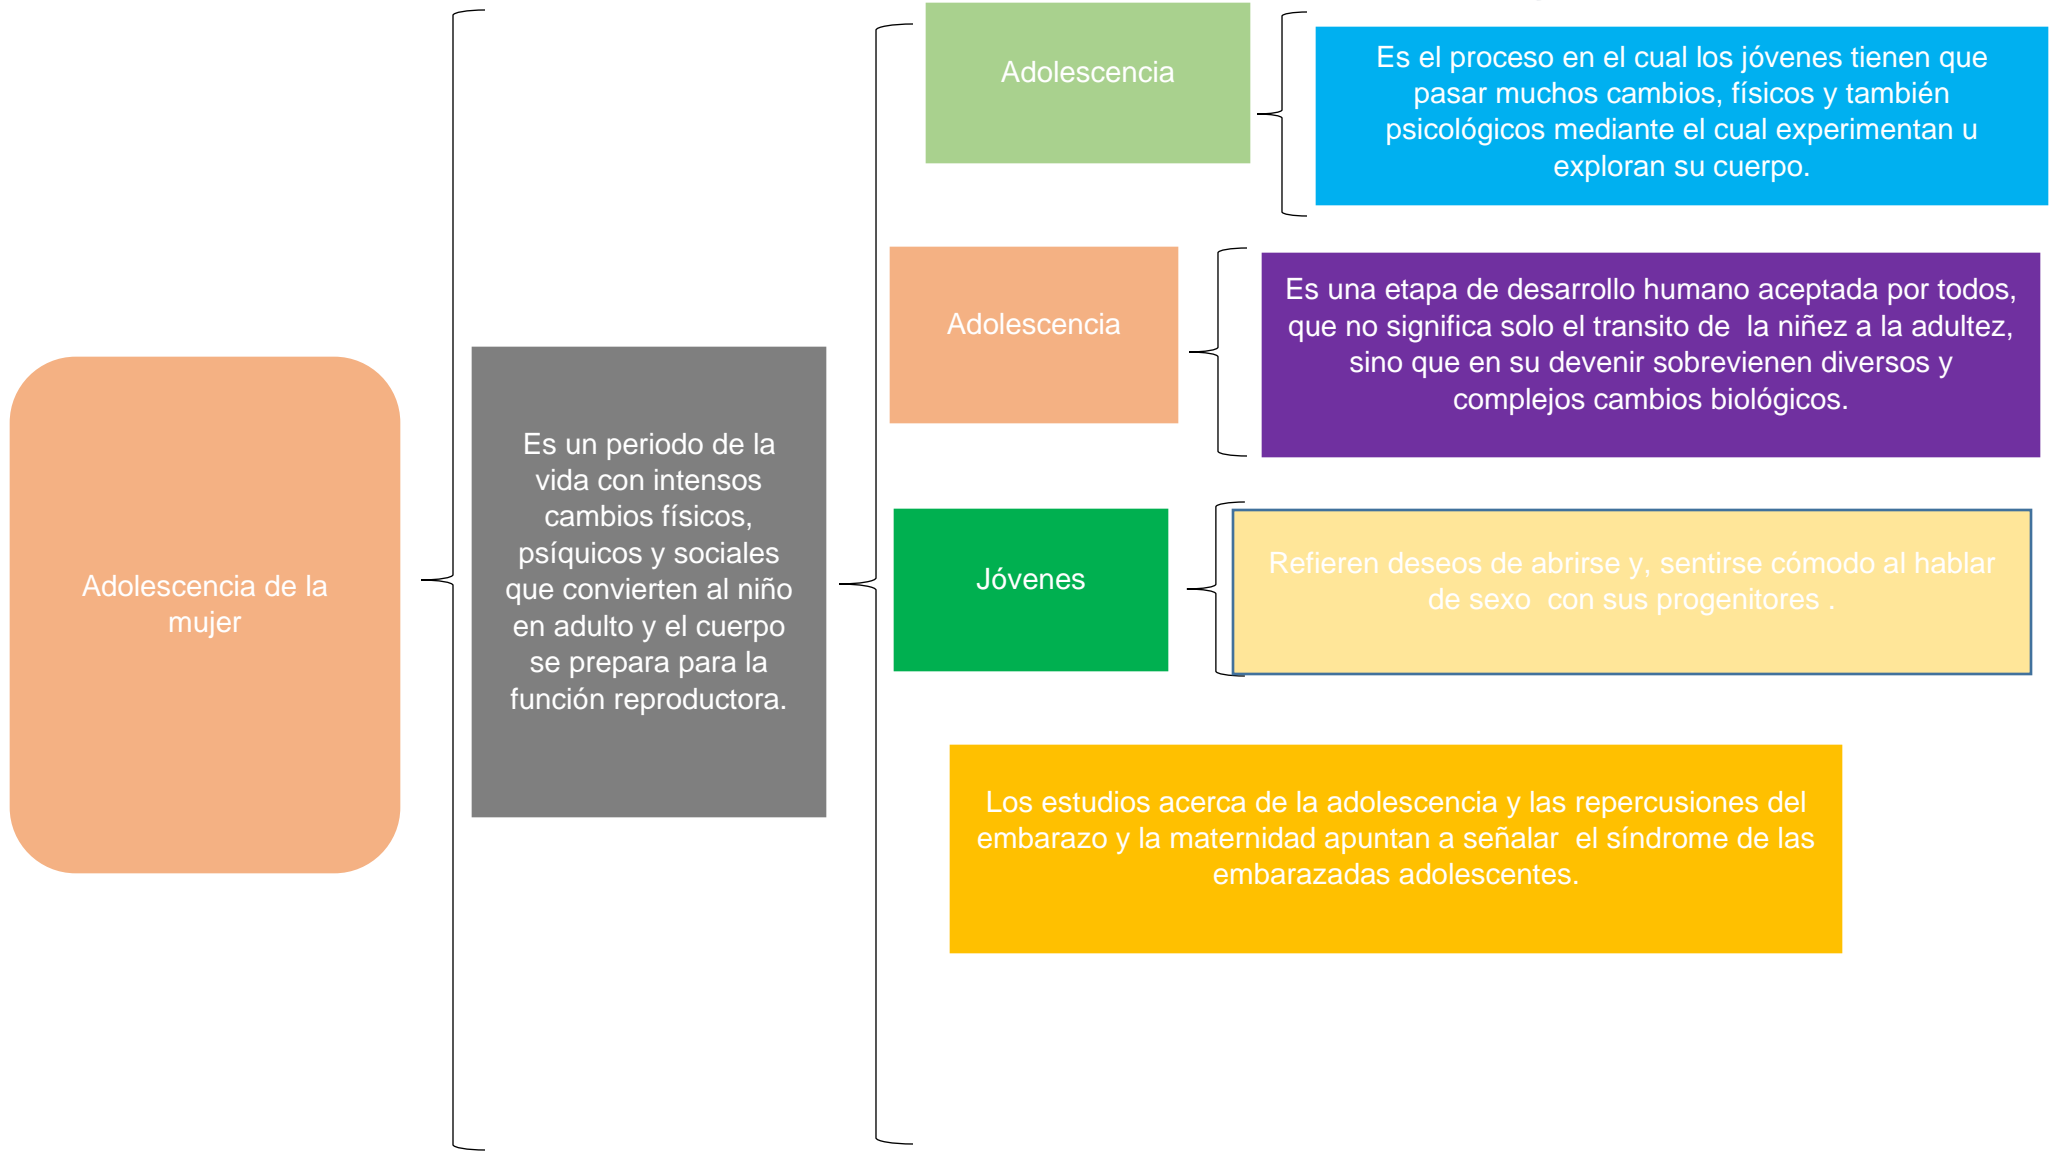 Adolescencia de la
mujer
Es un periodo de la
vida con intensos
cambios físicos,
psíquicos y sociales
que convierten al niño
en adulto y el cuerpo
se prepara para la
función reproductora.
Adolescencia
Es el proceso en el cual los jóvenes tienen que
pasar muchos cambios, físicos y también
psicológicos mediante el cual experimentan u
exploran su cuerpo.
Adolescencia
Es una etapa de desarrollo humano aceptada por todos,
que no significa solo el transito de  la niñez a la adultez,
sino que en su devenir sobrevienen diversos y
complejos cambios biológicos.
Jóvenes
Refieren deseos de abrirse y, sentirse cómodo al hablar
de sexo  con sus progenitores .
Los estudios acerca de la adolescencia y las repercusiones del
embarazo y la maternidad apuntan a señalar  el síndrome de las
embarazadas adolescentes.